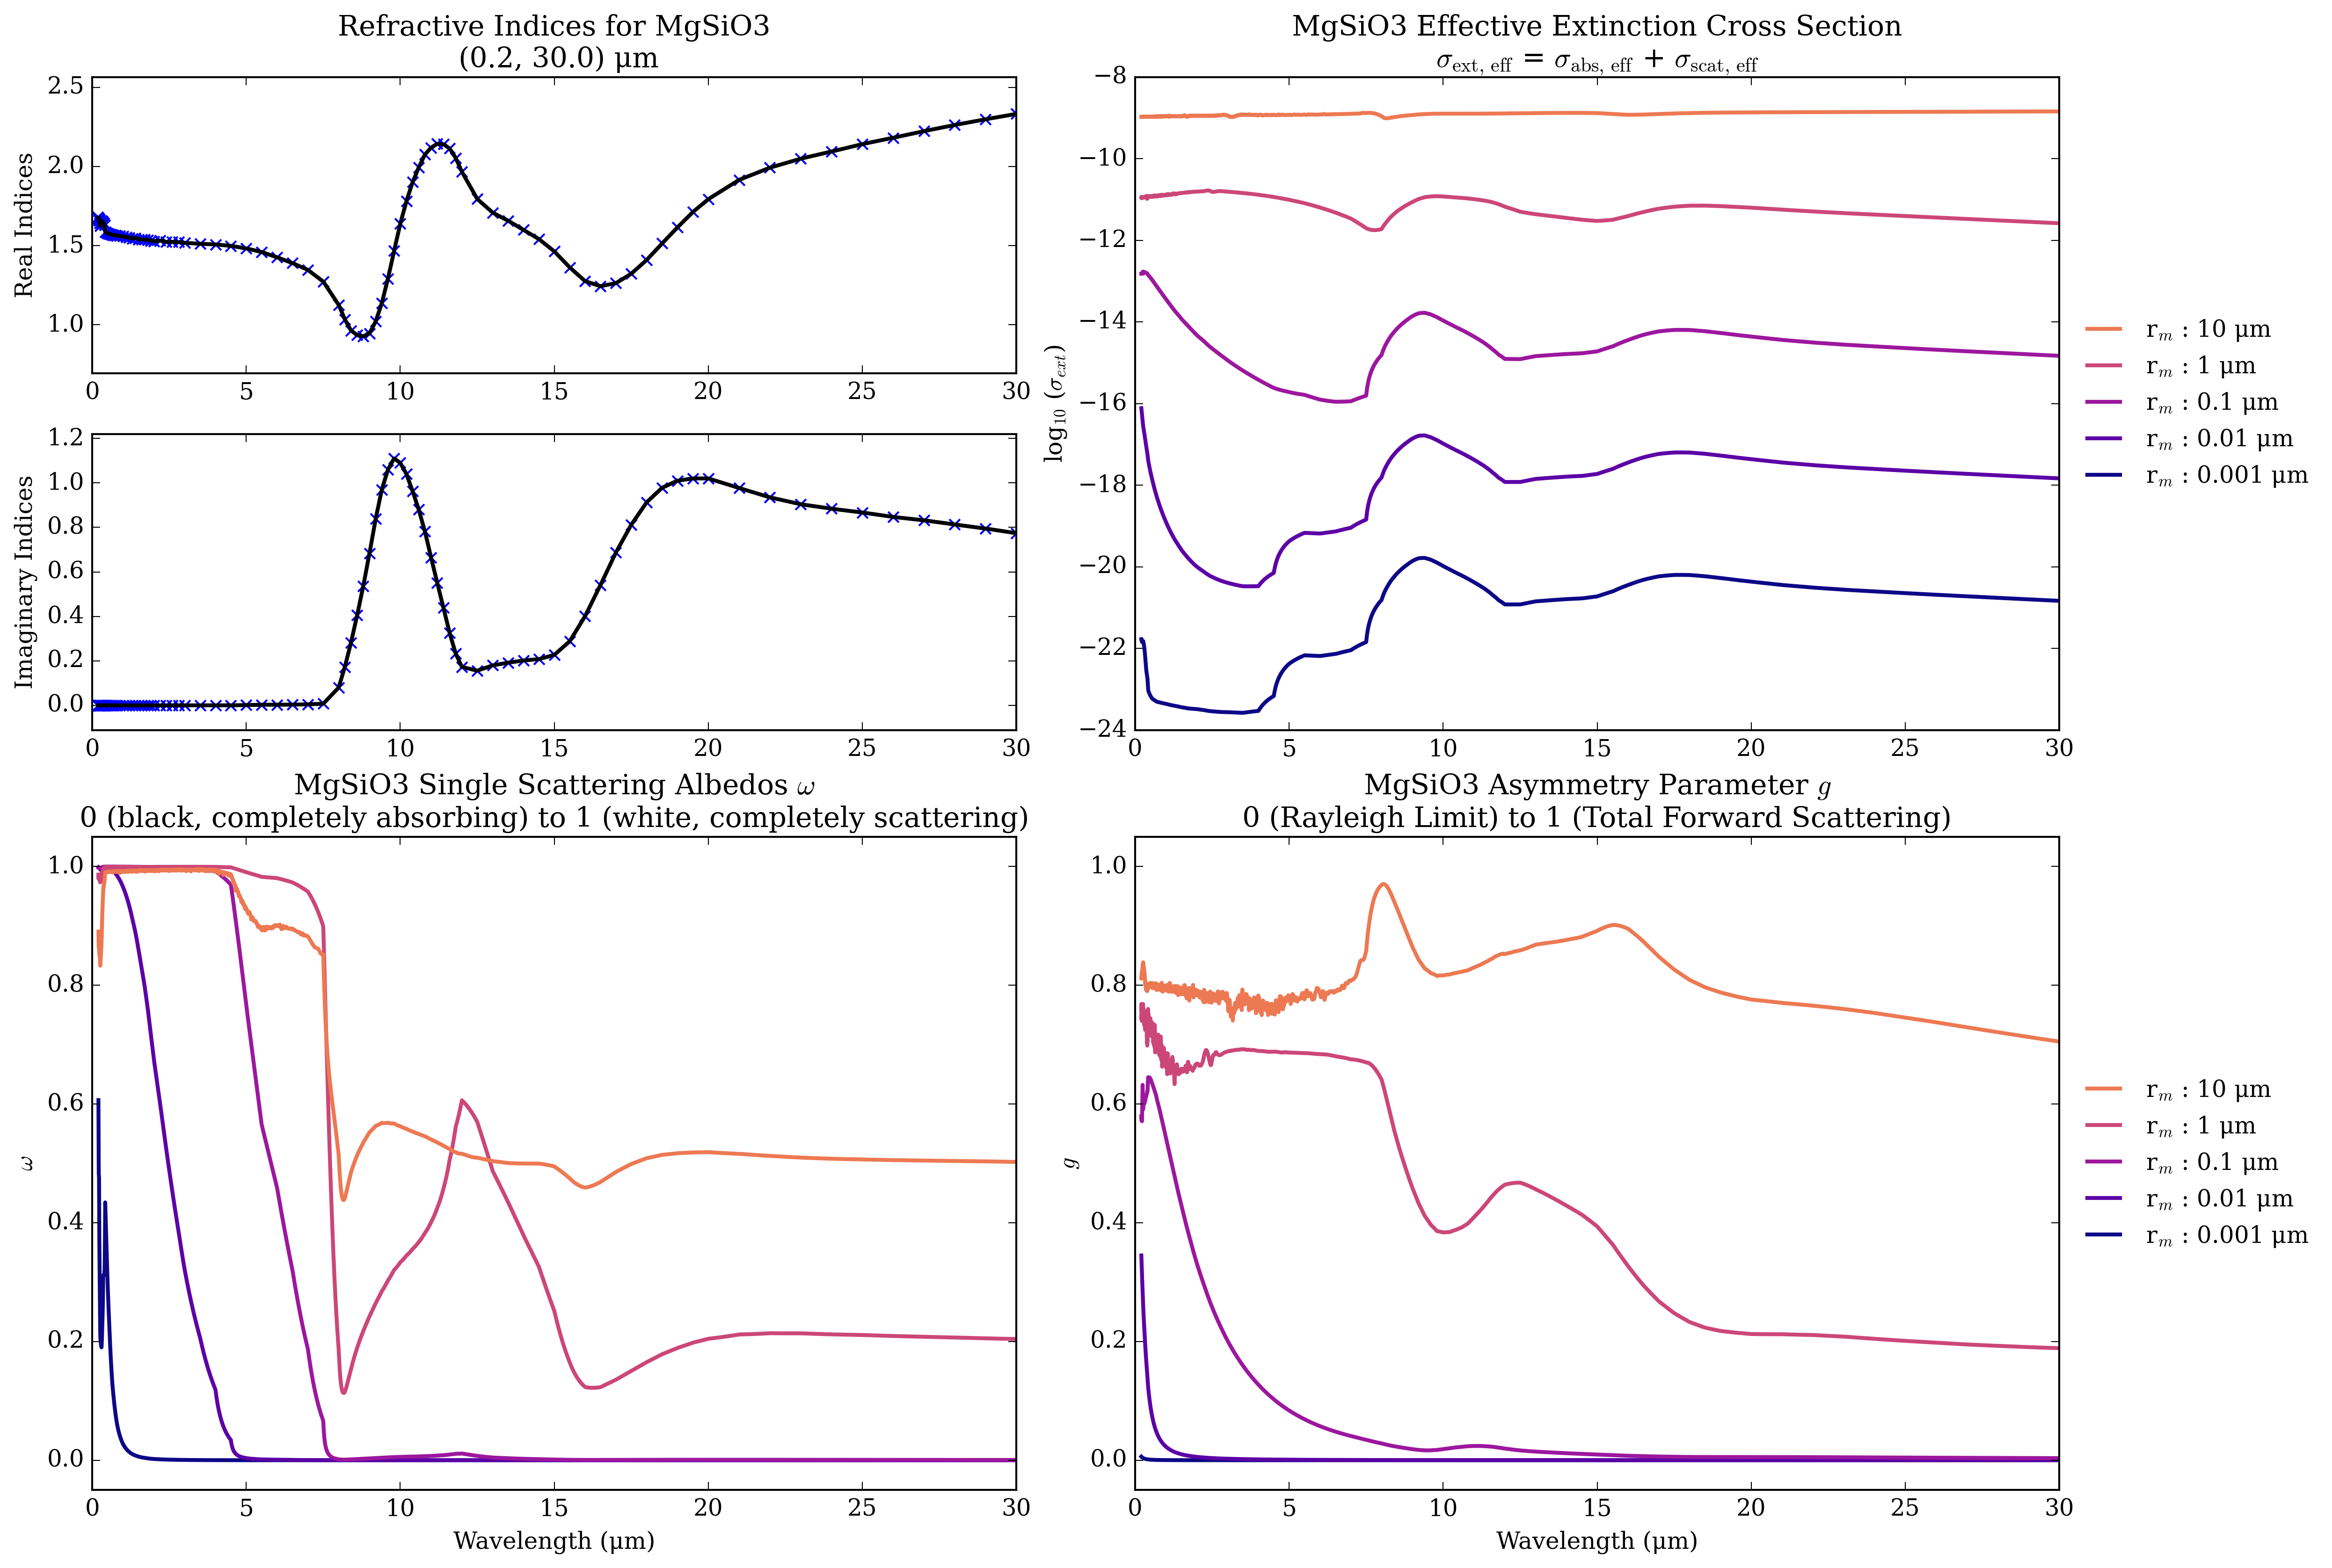 Refractive Indices for MgSiO3
(0.2, 30.0) μm
Real Indices
2.5
2.0
1.5
1.0
0 5 10 15 20 25 30
Imaginary Indices
1.2
1.0
0.8
0.6
0.4
0.2
0.0
0 5 10 15 20 25 30
MgSiO3 Effective Extinction Cross Section
σext, eff = σabs, eff + σscat, eff
log10 (σext)
−8
−10
−12
−14
−16
−18
−20
−22
−24
0 5 10 15 20 25 30
rm : 10 μm
rm : 1 μm
rm : 0.1 μm
rm : 0.01 μm
rm : 0.001 μm
MgSiO3 Single Scattering Albedos ω
0 (black, completely absorbing) to 1 (white, completely scattering)
ω
1.0
0.8
0.6
0.4
0.2
0.0
0 5 10 15 20 25 30
Wavelength (μm)
MgSiO3 Asymmetry Parameter g
0 (Rayleigh Limit) to 1 (Total Forward Scattering)
g
1.0
0.8
0.6
0.4
0.2
0.0
0 5 10 15 20 25 30
Wavelength (μm)
rm : 10 μm
rm : 1 μm
rm : 0.1 μm
rm : 0.01 μm
rm : 0.001 μm